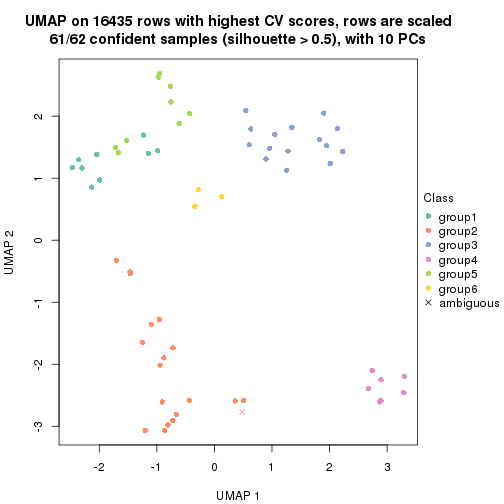 UMAP on 16435 rows with highest CV scores, rows are scaled
61/62 confident samples (silhouette > 0.5), with 10 PCs
2
1
0
-1
-2
-3
UMAP 2
-2
-1
0
1
2
3
UMAP 1
Class
group1
group2
group3
group4
group5
group6
ambiguous